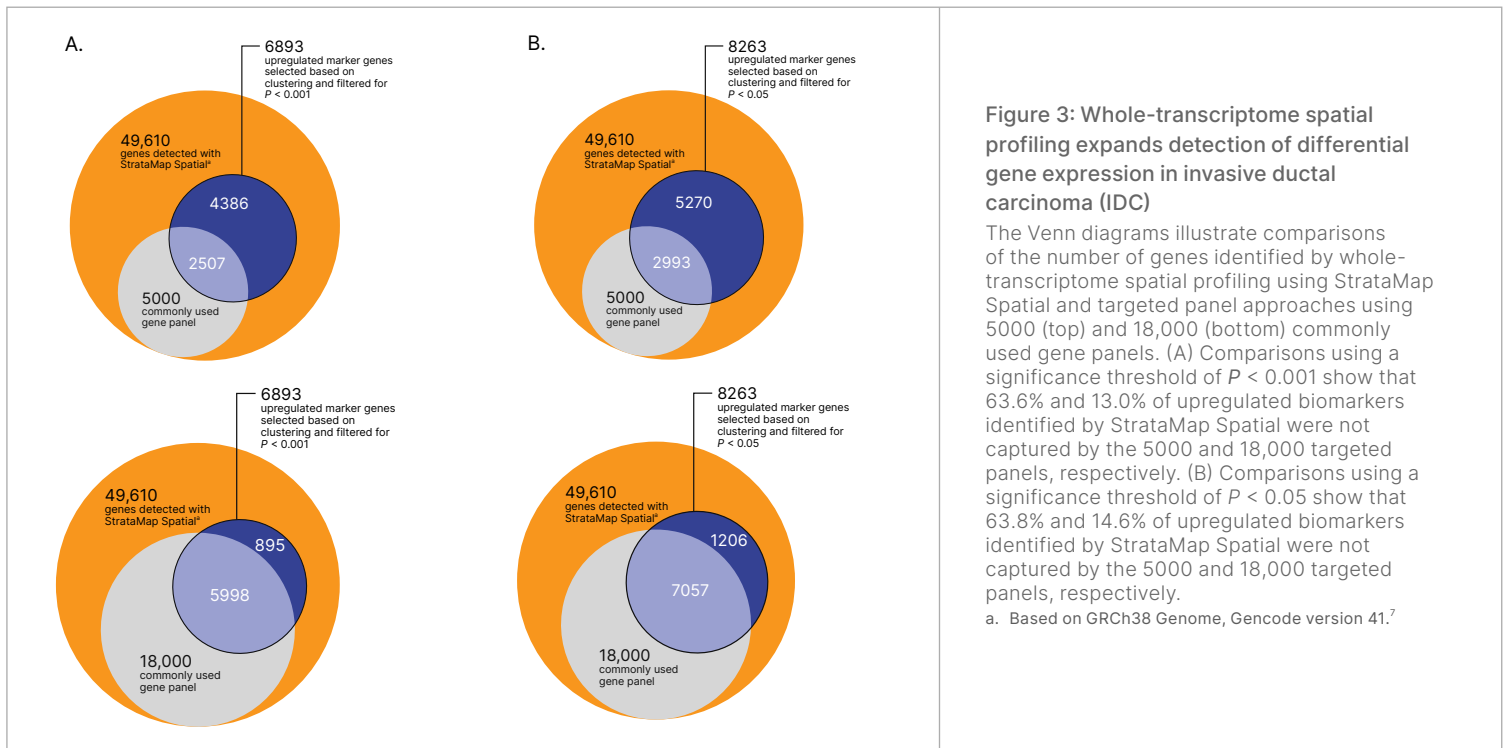 A.
6893
upregulated marker genes
selected based on
clustering and filtered for
P < 0.001
49,610
genes detected with
StrataMap Spatialª
4386
2507
5000
commonly used
gene panel
B.
8263
upregulated marker genes
selected based on
clustering and filtered for
P < 0.05
49,610
genes detected with
StrataMap Spatialª
5270
2993
5000
commonly used
gene panel
6893
upregulated marker genes
selected based on
clustering and filtered for
P < 0.001
49,610
genes detected with
StrataMap Spatialª
895
5998
18,000
commonly used
gene panel
8263
upregulated marker genes
selected based on
clustering and filtered for
P < 0.05
49,610
genes detected with
StrataMap Spatialª
1206
7057
18,000
commonly used
gene panel
Figure 3: Whole-transcriptome spatial
profiling expands detection of differential
gene expression in invasive ductal
carcinoma (IDC)
The Venn diagrams illustrate comparisons
of the number of genes identified by whole-
transcriptome spatial profiling using StrataMap
Spatial and targeted panel approaches using
5000 (top) and 18,000 (bottom) commonly
used gene panels. (A) Comparisons using a
significance threshold of P < 0.001 show that
63.6% and 13.0% of upregulated biomarkers
identified by StrataMap Spatial were not
captured by the 5000 and 18,000 targeted
panels, respectively. (B) Comparisons using a
significance threshold of P < 0.05 show that
63.8% and 14.6% of upregulated biomarkers
identified by StrataMap Spatial were not
captured by the 5000 and 18,000 targeted
panels, respectively.
a. Based on GRCh38 Genome, Gencode version 41.⁷